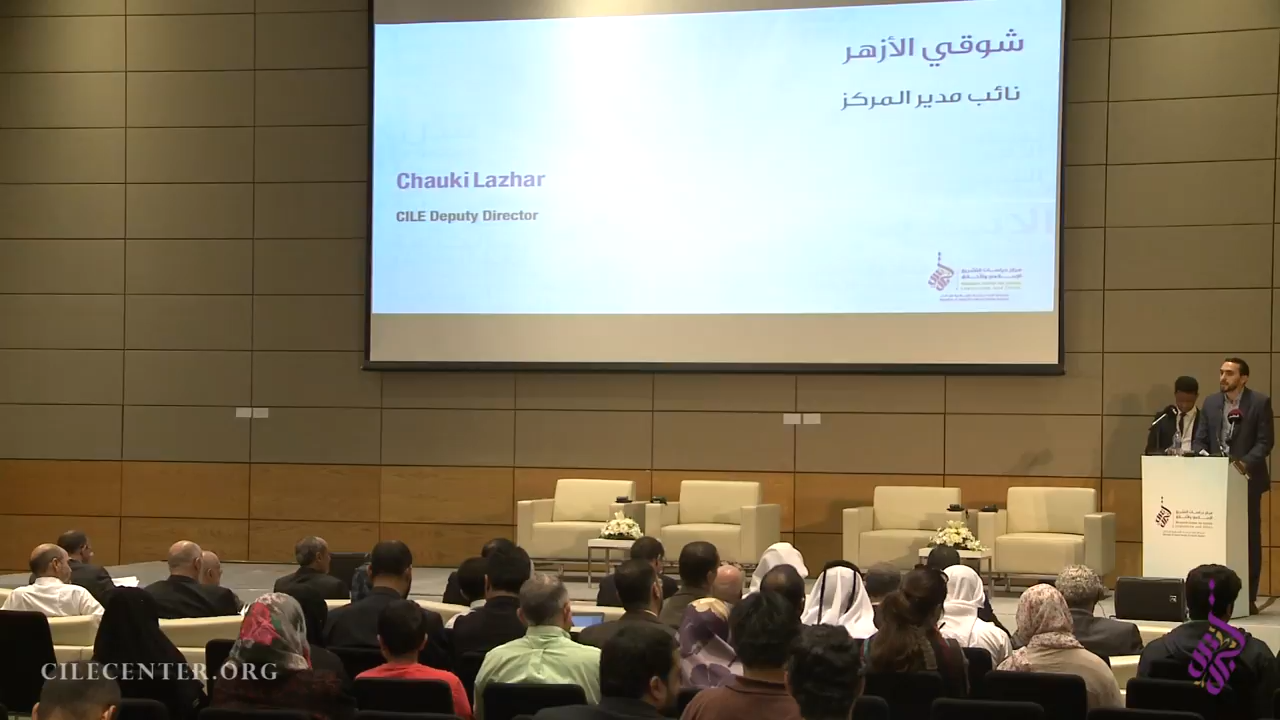 شوقي الأزهر
نائب مدير المركز
Chauki Lazhar
CILE Deputy Director
CILECENTER.ORG